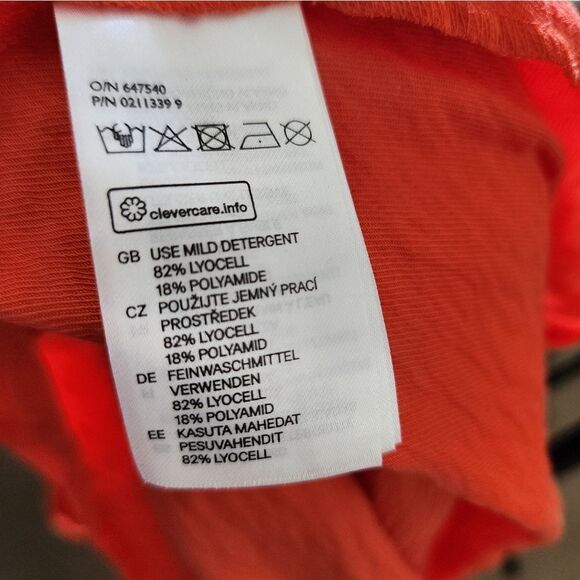 O/N 647540
P/N 0211339 9
clevercare.info
GB USE MILD DETERGENT
82% LYOCELL
18% POLYAMIDE
CZ POUŽIJTE JEMNÝ PRACÍ
PROSTŘEDEK
82% LYOCELL
18% POLYAMID
DE FEINWASCHMITTEL
VERWENDEN
82% LYOCELL
18% POLYAMID
EE KASUTA MAHEDAT
PESUVAHENDIT
82% LYOCELL